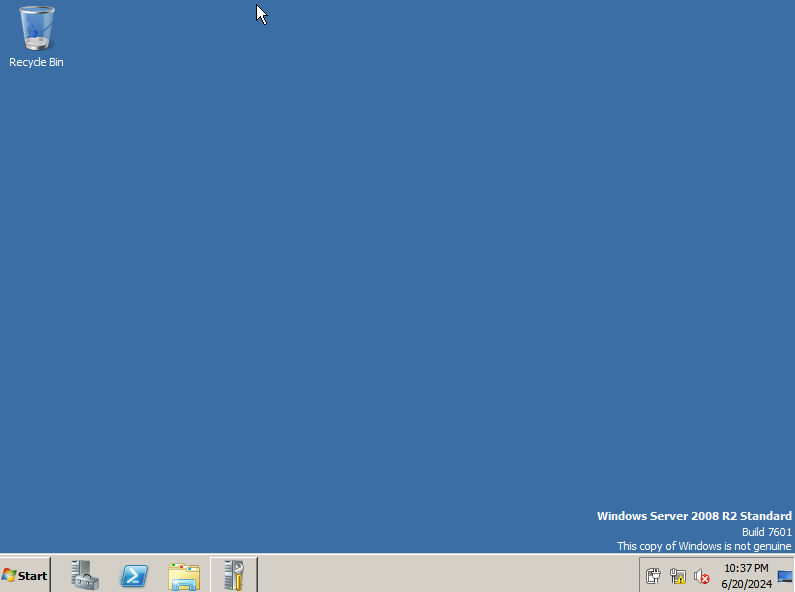 Recycle Bin
Windows Server 2008 R2 Standard
Build 7601
This copy of Windows is not genuine
Start
10:37 PM
6/20/2024